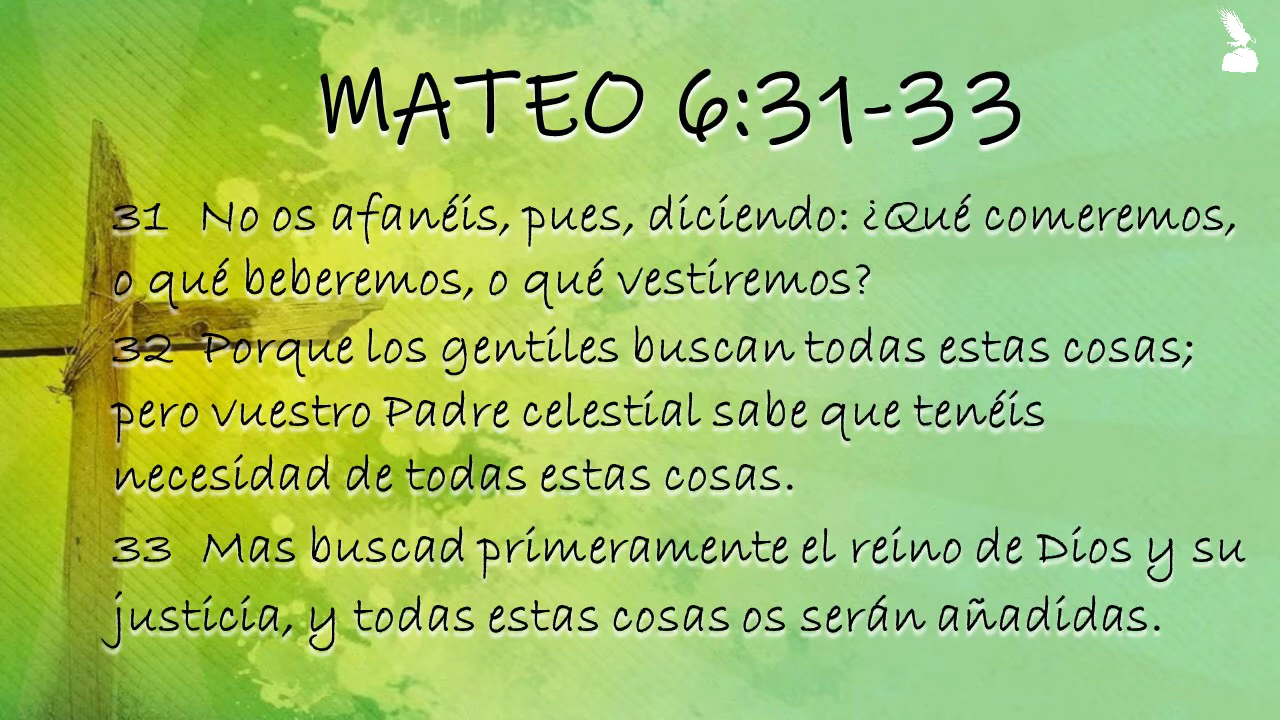 MATEO 6:31-33
31 No os afanéis, pues, diciendo: ¿Qué comeremos,
o qué beberemos, o qué vestiremos?
32 Porque los gentiles buscan todas estas cosas;
pero vuestro Padre celestial sabe que tenéis
necesidad de todas estas cosas.
33 Mas buscad primeramente el reino de Dios y su
justicia, y todas estas cosas os serán añadidas.